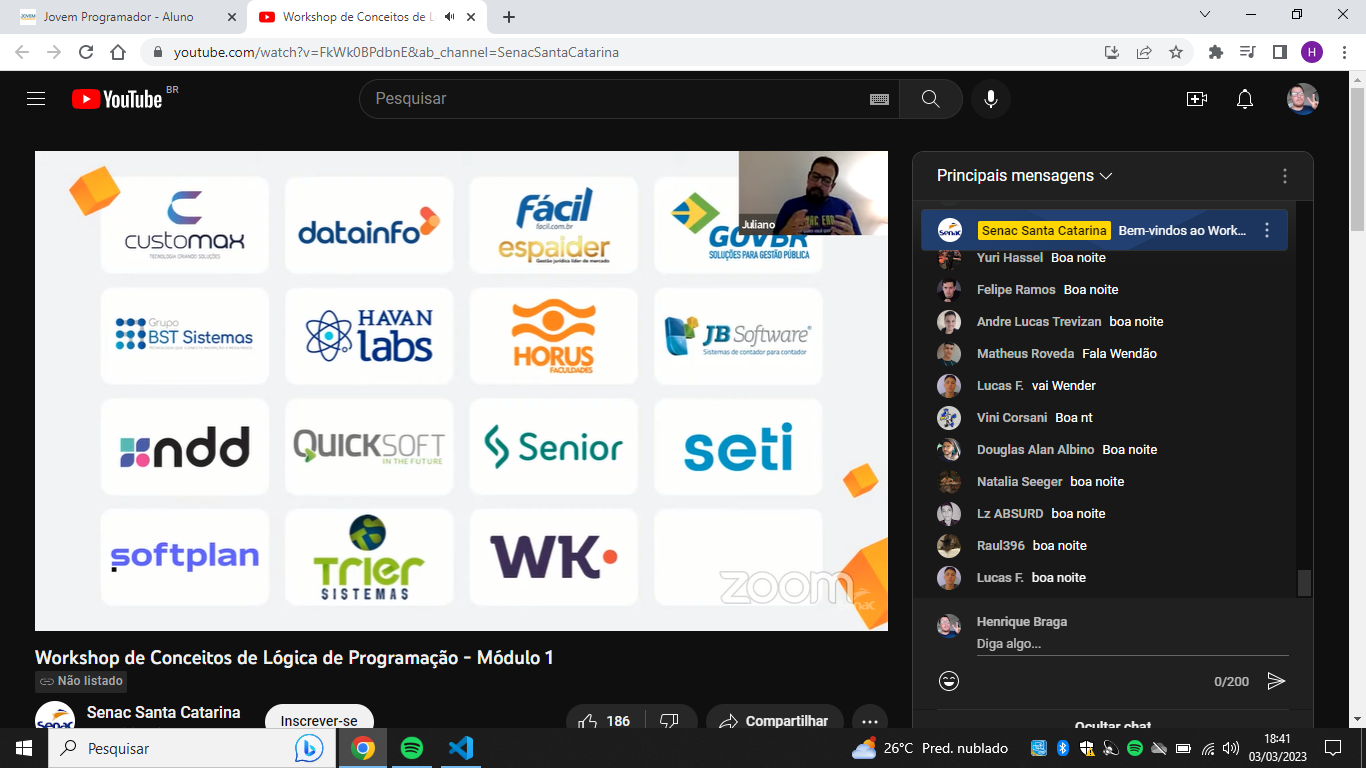 Jovem Programador - Aluno
Workshop de Conceitos de L
youtube.com/watch?v=FkWk0BPdbnE&ab_channel=SenacSantaCatarina
H
YouTube BR
Pesquisar
customax
TECNOLOGIA CRIANDO SOLUÇÕES
datainfo
Fácil
facil.com.br
espaider
Gestão jurídica líder de mercado
GOVBR
SOLUÇÕES PARA GESTÃO PÚBLICA
Juliano
Grupo
BST Sistemas
HAVAN
labs
HORUS
FACULDADES
JB Software®
Sistemas de contador para contador
ndd
QUICKSOFT
IN THE FUTURE
Senior
seti
softplan
TRIER
SISTEMAS
WK
zoom
Workshop de Conceitos de Lógica de Programação - Módulo 1
Não listado
Senac
Senac Santa Catarina
Inscrever-se
186
Compartilhar
Principais mensagens
Senac
Senac Santa Catarina Bem-vindos ao Work...
Yuri Hassel Boa noite
Felipe Ramos Boa noite
Andre Lucas Trevizan boa noite
Matheus Roveda Fala Wendão
Lucas F. vai Wender
Vini Corsani Boa nt
Douglas Alan Albino Boa noite
Natalia Seeger boa noite
Lz ABSURD boa noite
Raul396 boa noite
Lucas F. boa noite
Henrique Braga
Diga algo...
0/200
Ocultar chat
Pesquisar
26°C Pred. nublado
18:41
03/03/2023